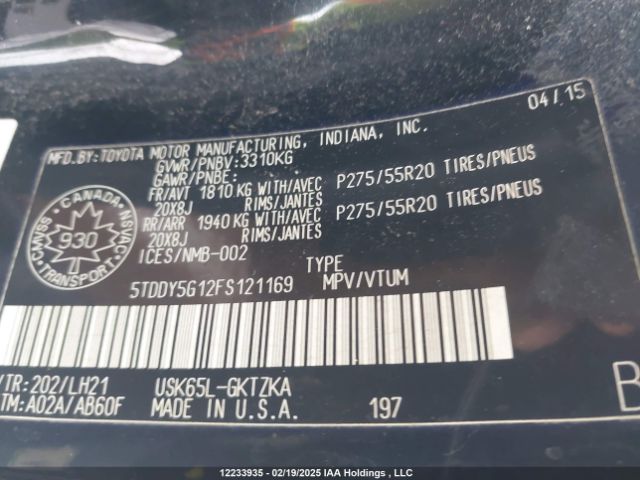 04/15
MFD.BY:TOYOTA MOTOR MANUFACTURING, INDIANA, INC.
GVWR/PNBV:3310KG
GAWR/PNBE:
FR/AVT 1810 KG WITH/AVEC P275/55R20 TIRES/PNEUS
20X8J RIMS/JANTES
RR/ARR 1940 KG WITH/AVEC P275/55R20 TIRES/PNEUS
20X8J RIMS/JANTES
ICES/NMB-002
CANADA
CMVSS 930 NSVAC
TRANSPORT
TYPE
5TDDY5G12FS121169 MPV/VTUM
/TR:202/LH21 USK65L-GKTZKA
TM:A02A/AB60F MADE IN U.S.A. 197
B
12233935 - 02/19/2025 IAA Holdings , LLC